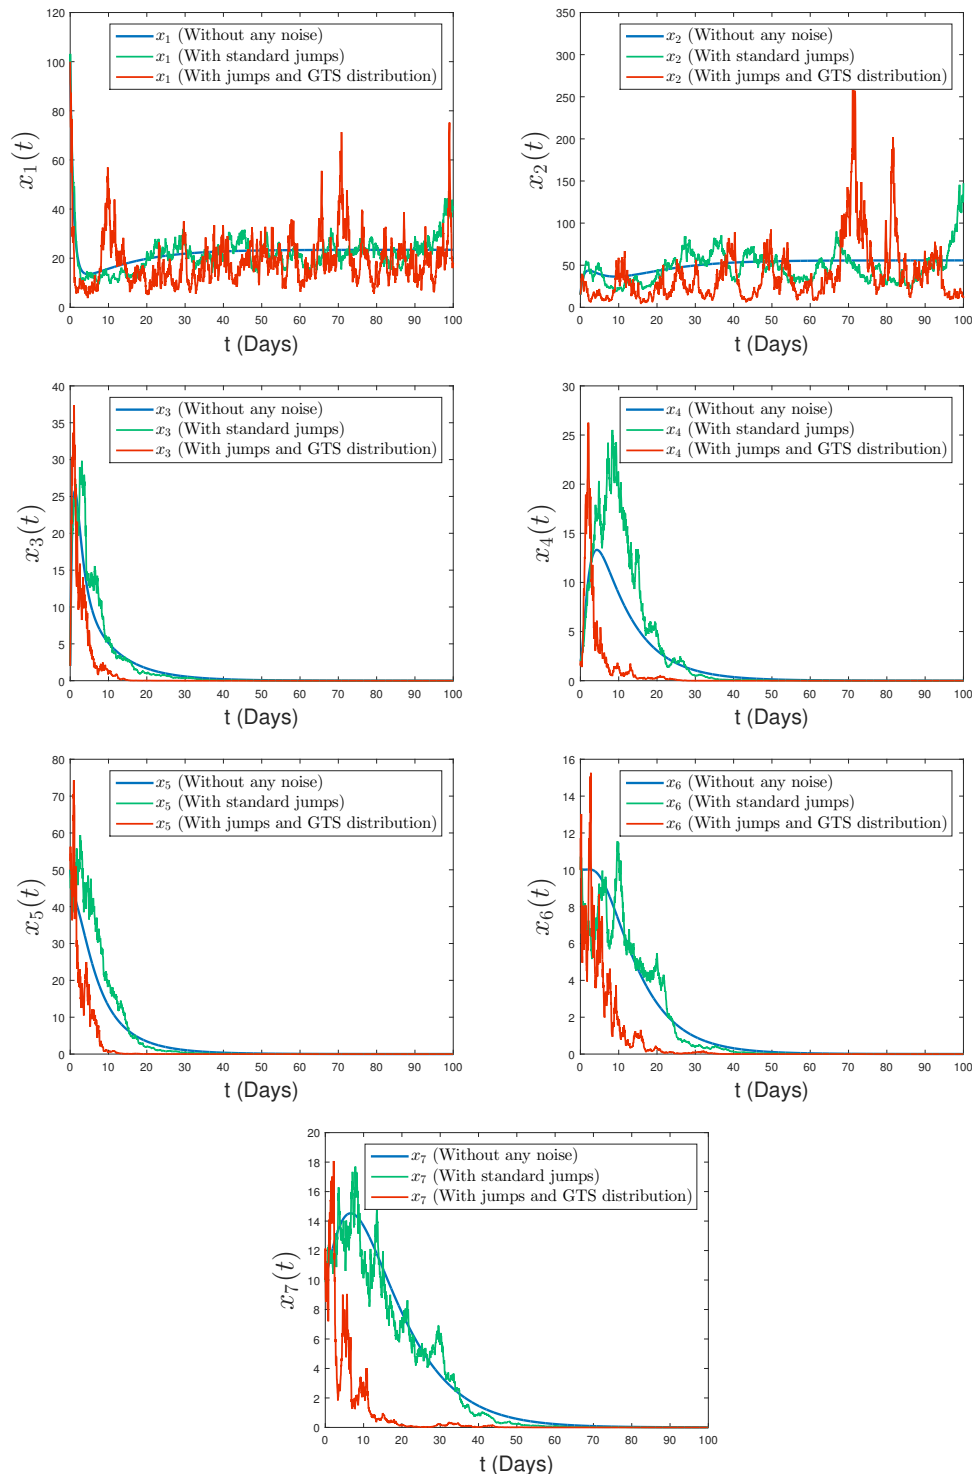 x₁ (Without any noise)
x₁ (With standard jumps)
x₁ (With jumps and GTS distribution)
x₁(t)
0 20 40 60 80 100 120
0 10 20 30 40 50 60 70 80 90 100
t (Days)
x₂ (Without any noise)
x₂ (With standard jumps)
x₂ (With jumps and GTS distribution)
x₂(t)
0 50 100 150 200 250 300 350
0 10 20 30 40 50 60 70 80 90 100
t (Days)
x₃ (Without any noise)
x₃ (With standard jumps)
x₃ (With jumps and GTS distribution)
x₃(t)
0 5 10 15 20 25 30 35 40
0 10 20 30 40 50 60 70 80 90 100
t (Days)
x₄ (Without any noise)
x₄ (With standard jumps)
x₄ (With jumps and GTS distribution)
x₄(t)
0 5 10 15 20 25 30
0 10 20 30 40 50 60 70 80 90 100
t (Days)
x₅ (Without any noise)
x₅ (With standard jumps)
x₅ (With jumps and GTS distribution)
x₅(t)
0 10 20 30 40 50 60 70 80
0 10 20 30 40 50 60 70 80 90 100
t (Days)
x₆ (Without any noise)
x₆ (With standard jumps)
x₆ (With jumps and GTS distribution)
x₆(t)
0 2 4 6 8 10 12 14 16
0 10 20 30 40 50 60 70 80 90 100
t (Days)
x₇ (Without any noise)
x₇ (With standard jumps)
x₇ (With jumps and GTS distribution)
x₇(t)
0 2 4 6 8 10 12 14 16 18 20
0 10 20 30 40 50 60 70 80 90 100
t (Days)